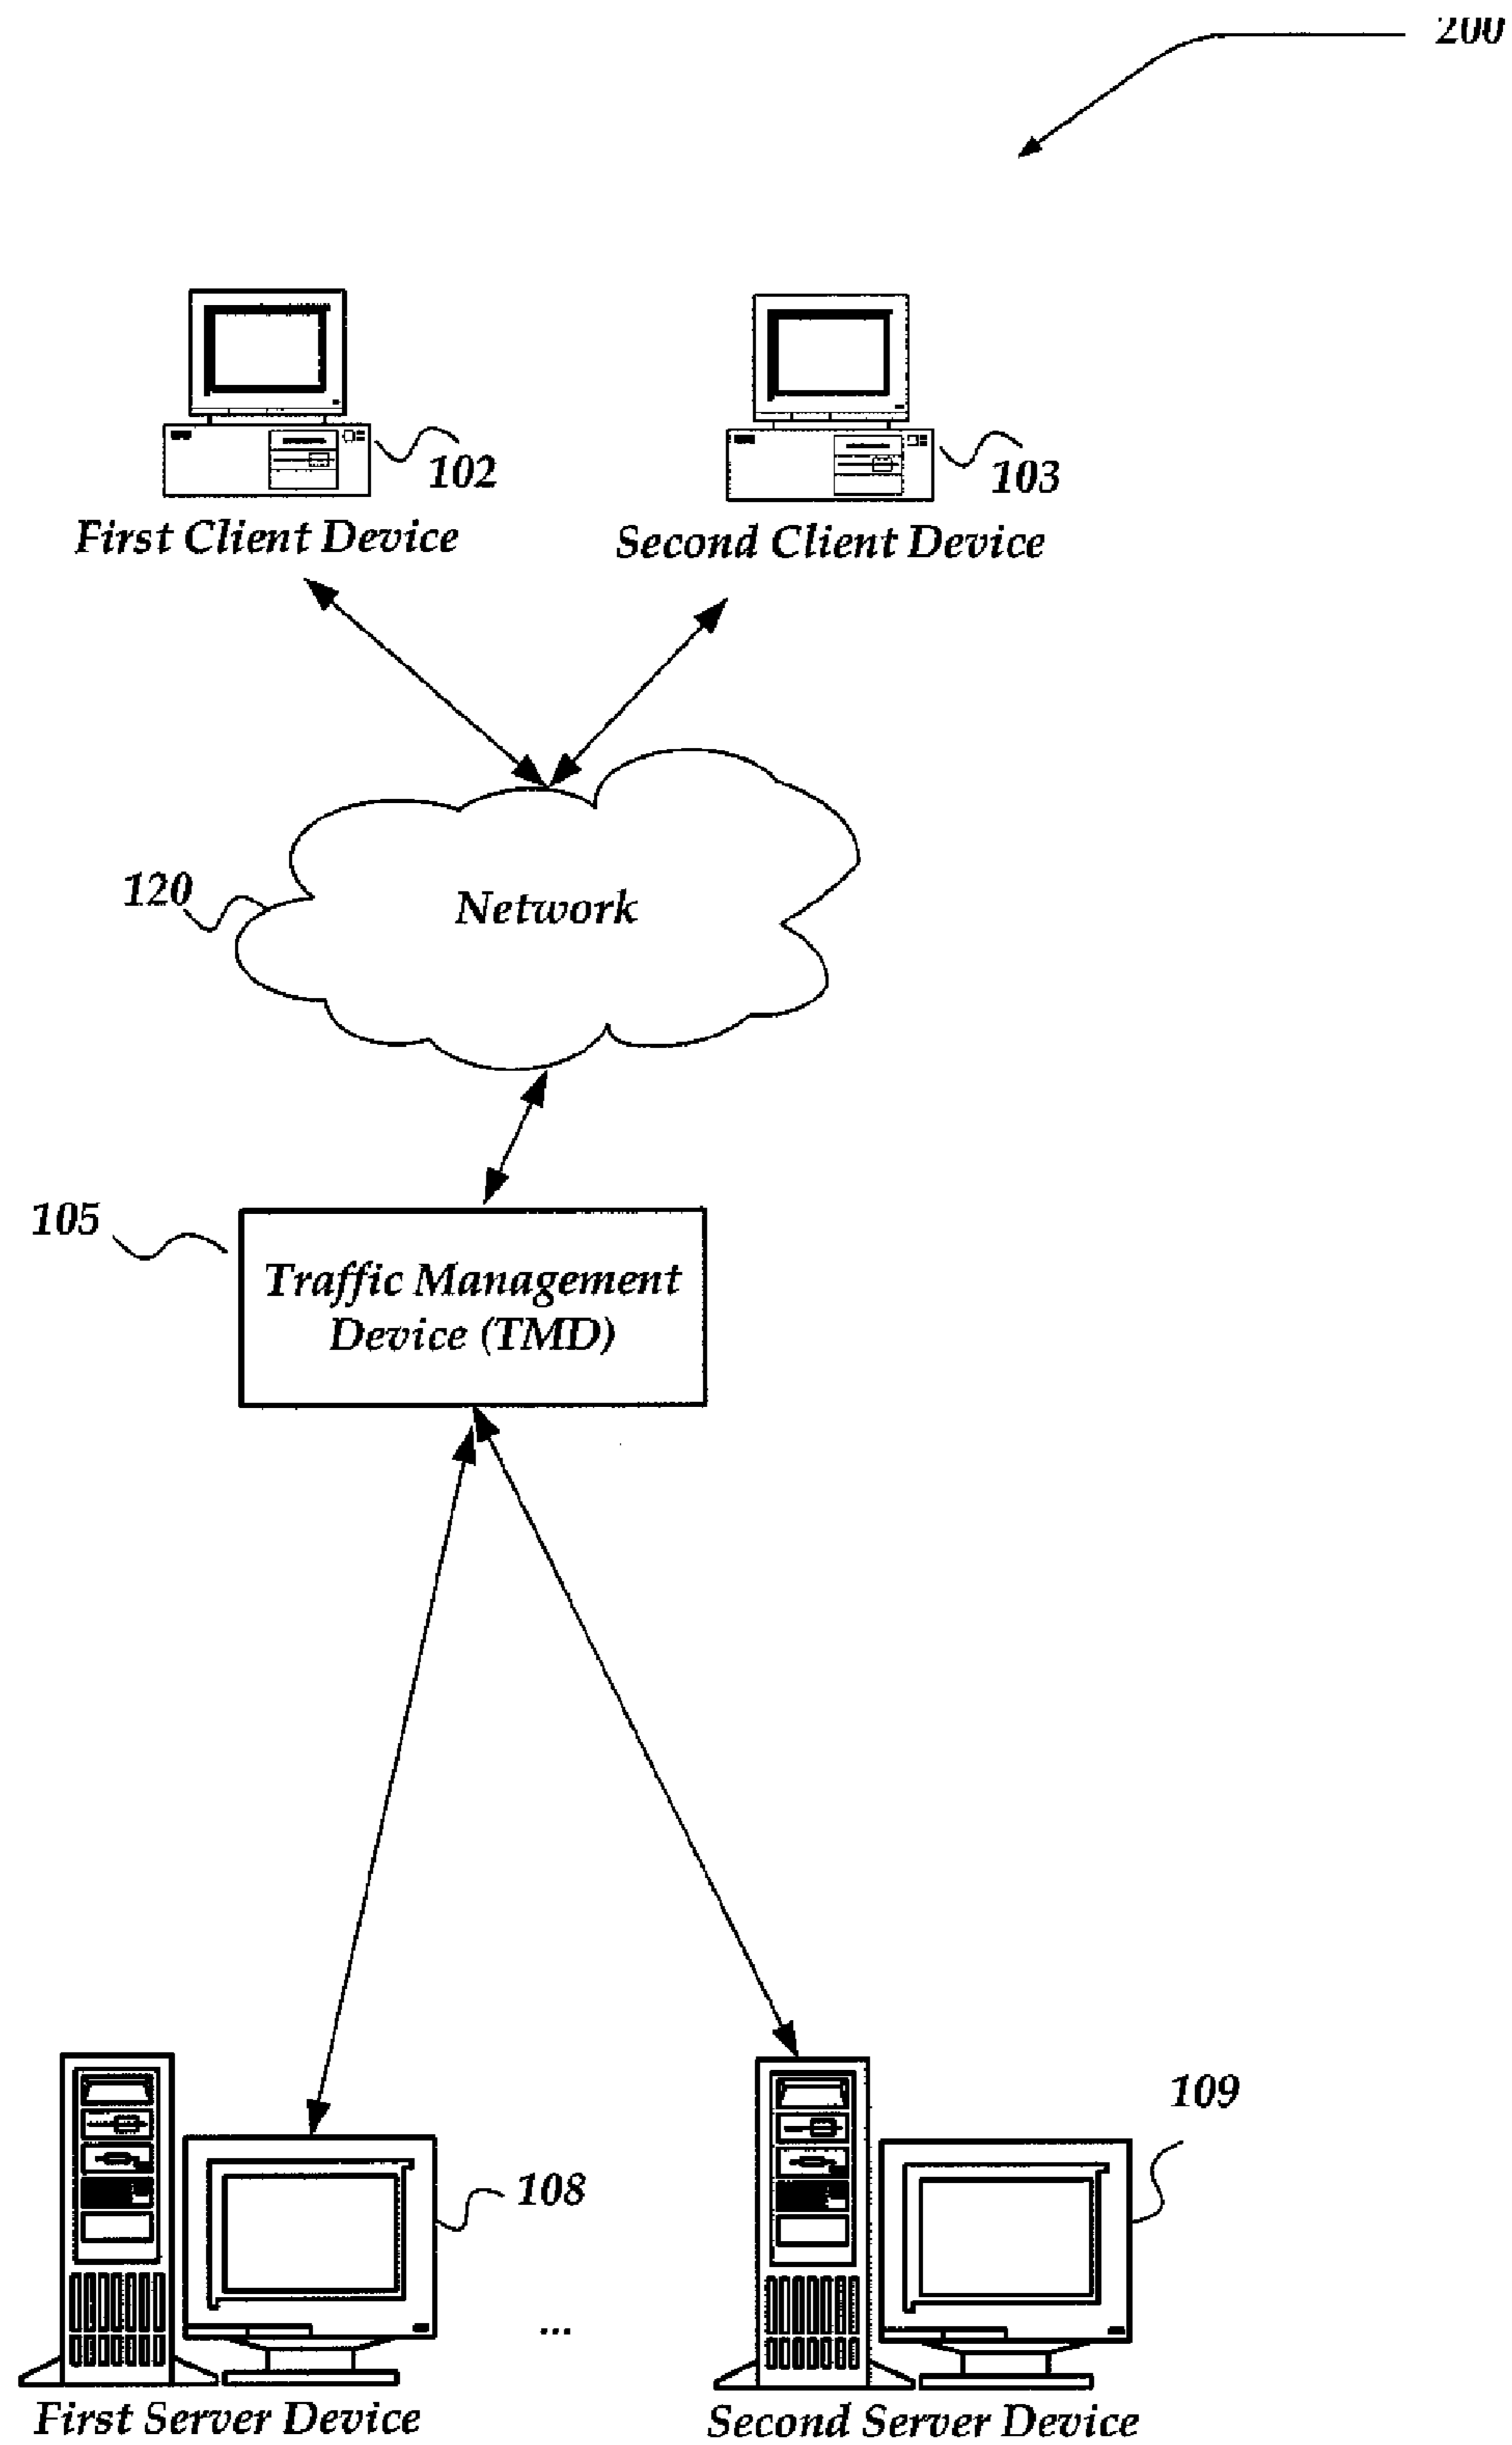 200
102
103
First Client Device
Second Client Device
120
Network
105
Traffic Management
Device (TMD)
109
108
...
First Server Device
Second Server Device